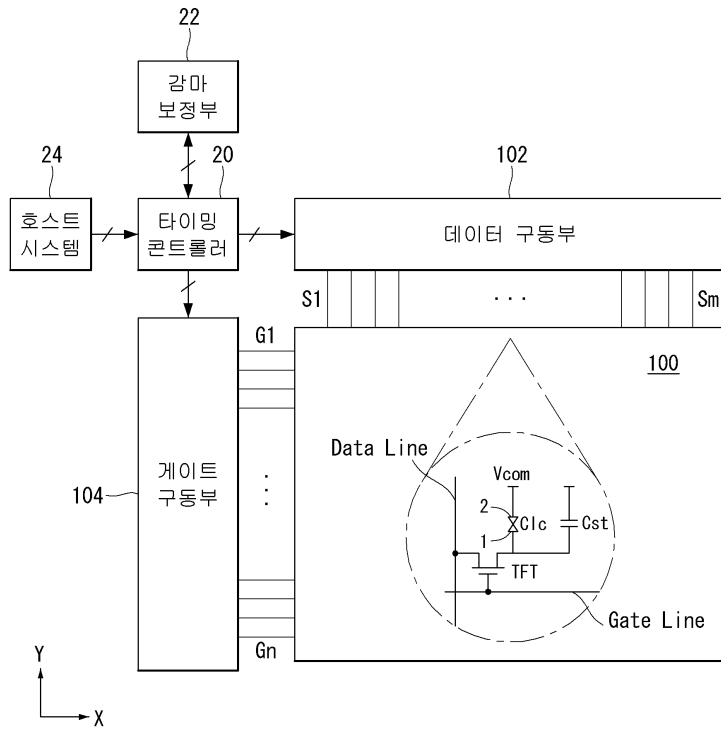 22
감마
보정부
24
20
102
호스트
시스템
타이밍
콘트롤러
데이터 구동부
S1
...
Sm
G1
100
Data Line
Vcom
2
Clc
Cst
1
TFT
104
게이트
구동부
...
Gate Line
Gn
Y
X